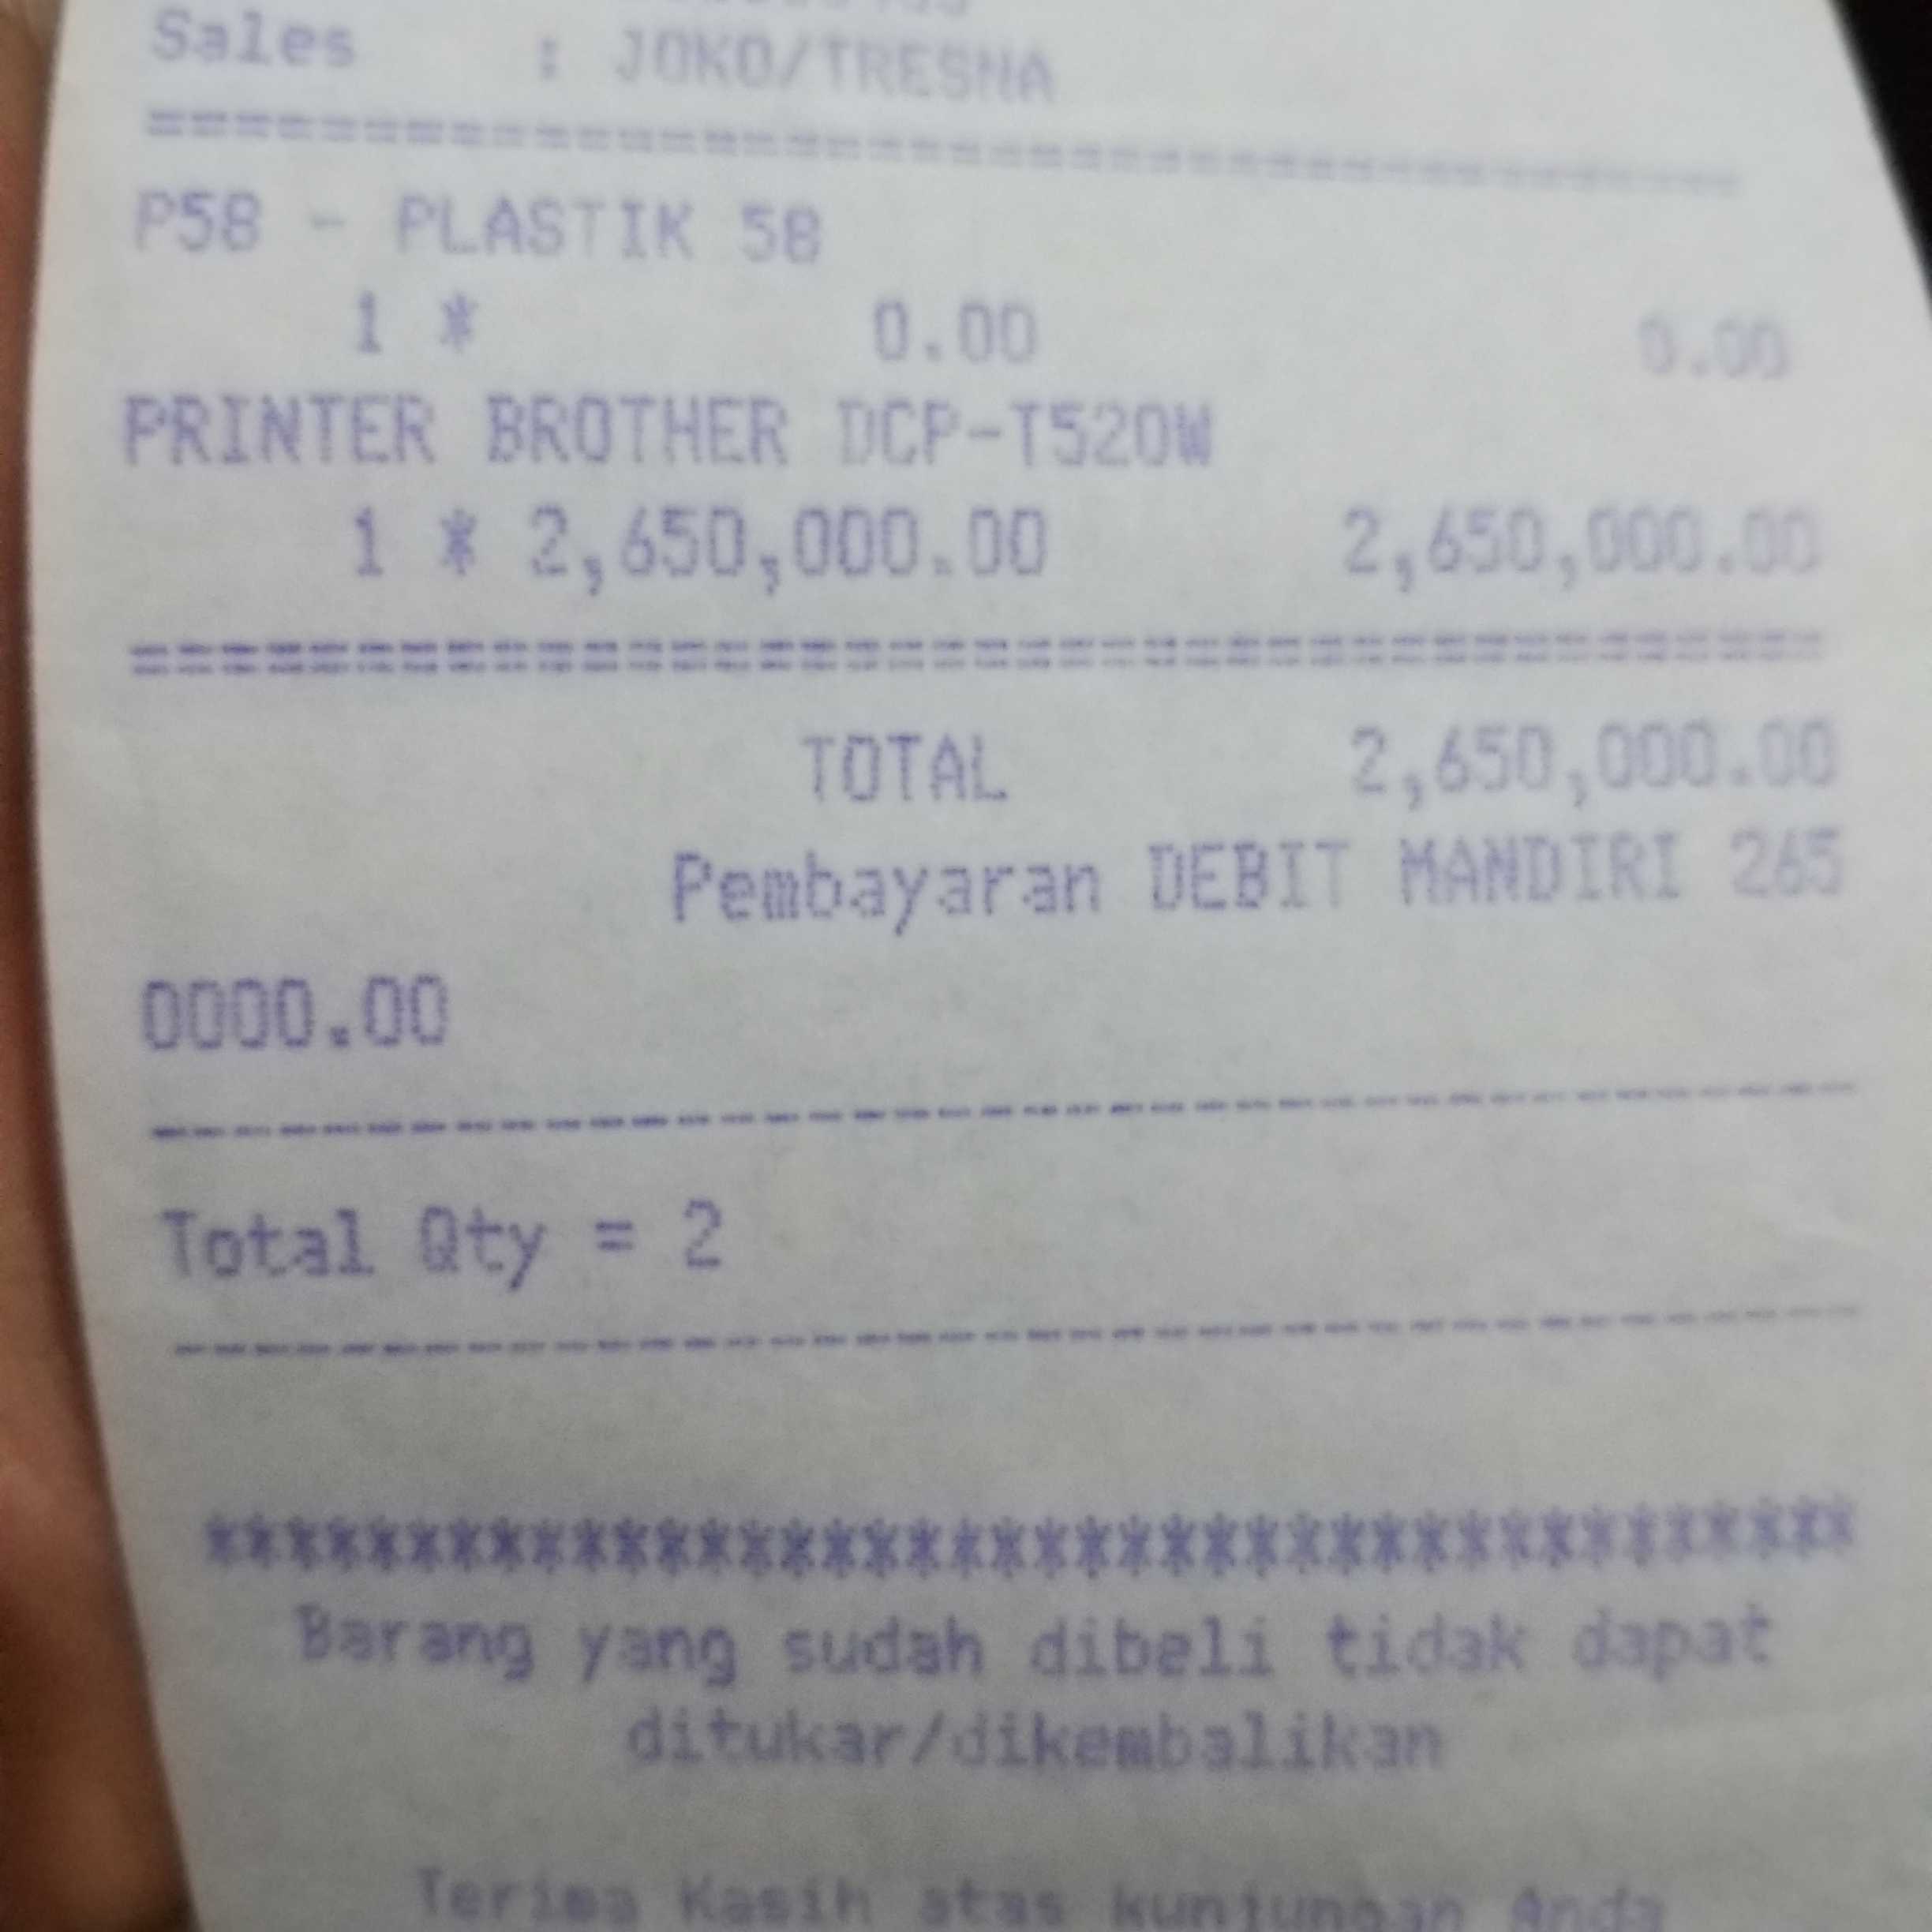 Sales : JOKO/TRESNA
======================================
P58 - PLASTIK 58
1 * 0.00 0.00
PRINTER BROTHER DCP-T520W
1 * 2,650,000.00 2,650,000.00
======================================
TOTAL 2,650,000.00
Pembayaran DEBIT MANDIRI 265
0000.00
----------------------------------------
Total Qty = 2
----------------------------------------
****************************************
Barang yang sudah dibeli tidak dapat
ditukar/dikembalikan
Terima Kasih atas kunjungan Anda